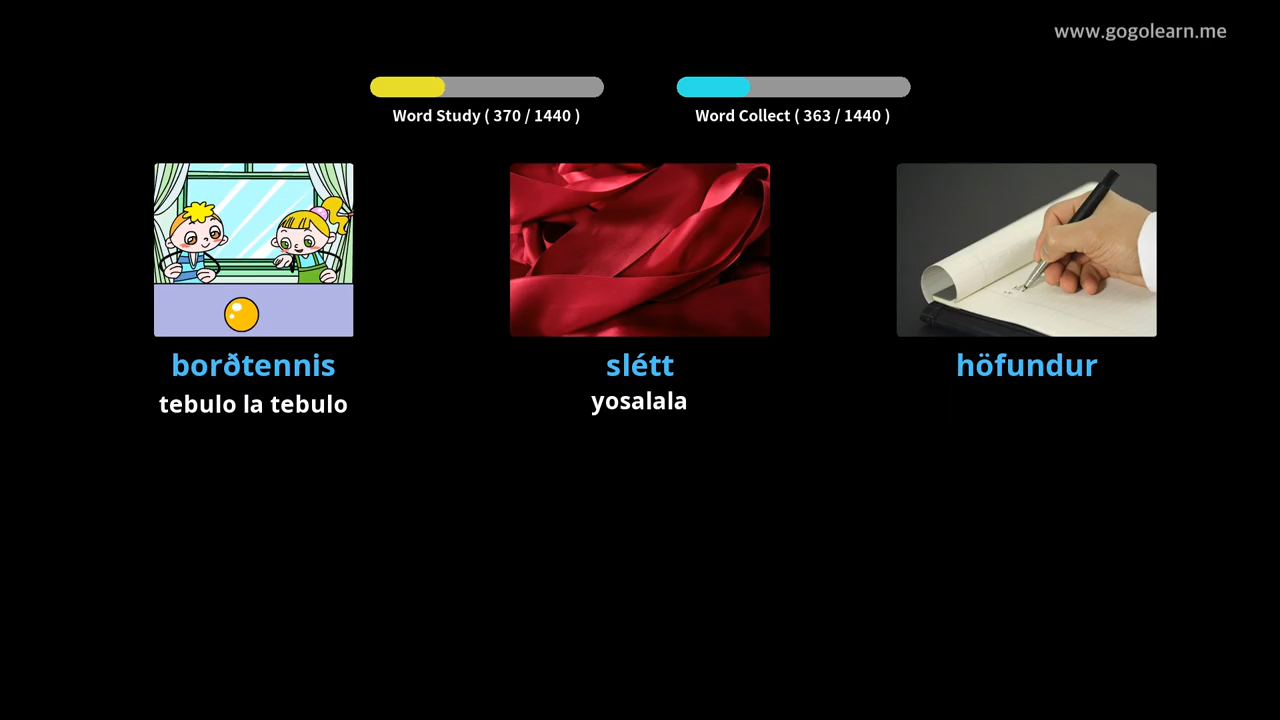 www.gogolearn.me
Word Study ( 370 / 1440 )
Word Collect ( 363 / 1440 )
borðtennis
tebulo la tebulo
slétt
yosalala
höfundur